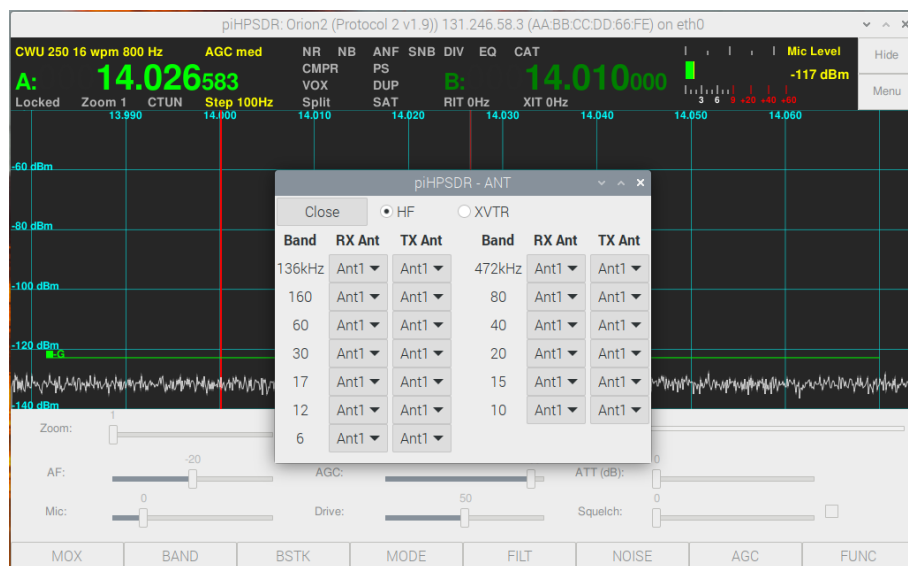 piHPSDR: Orion2 (Protocol 2 v1.9)) 131.246.58.3 (AA:BB:CC:DD:66:FE) on eth0
CWU 250 16 wpm 800 Hz AGC med NR NB ANF SNB DIV EQ CAT Mic Level
CMPR PS
A: 14.026583 VOX DUP B: 14.010000 -117 dBm
Locked Zoom 1 CTUN Step 100Hz Split SAT RIT 0Hz XIT 0Hz 3 6 9 +20 +40 +60
Hide
Menu
13.990 14.000 14.010 14.020 14.030 14.040 14.050 14.060
-60 dBm
-80 dBm
-100 dBm
-120 dBm
-G
-140 dBm
piHPSDR - ANT
Close HF XVTR
Band RX Ant TX Ant Band RX Ant TX Ant
136kHz Ant1 Ant1 472kHz Ant1 Ant1
160 Ant1 Ant1 80 Ant1 Ant1
60 Ant1 Ant1 40 Ant1 Ant1
30 Ant1 Ant1 20 Ant1 Ant1
17 Ant1 Ant1 15 Ant1 Ant1
12 Ant1 Ant1 10 Ant1 Ant1
6 Ant1 Ant1
1
Zoom:
-20 0
AF: AGC: ATT (dB):
0 50 0
Mic: Drive: Squelch:
MOX BAND BSTK MODE FILT NOISE AGC FUNC